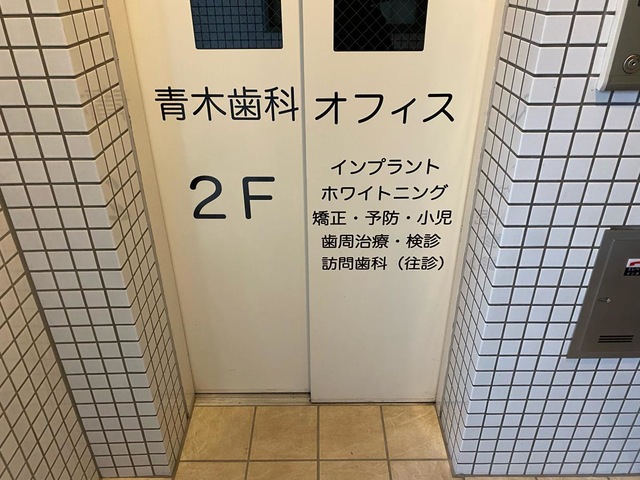 青木歯科 オフィス
2F
インプラント
ホワイトニング
矯正・予防・小児
歯周治療・検診
訪問歯科（往診）